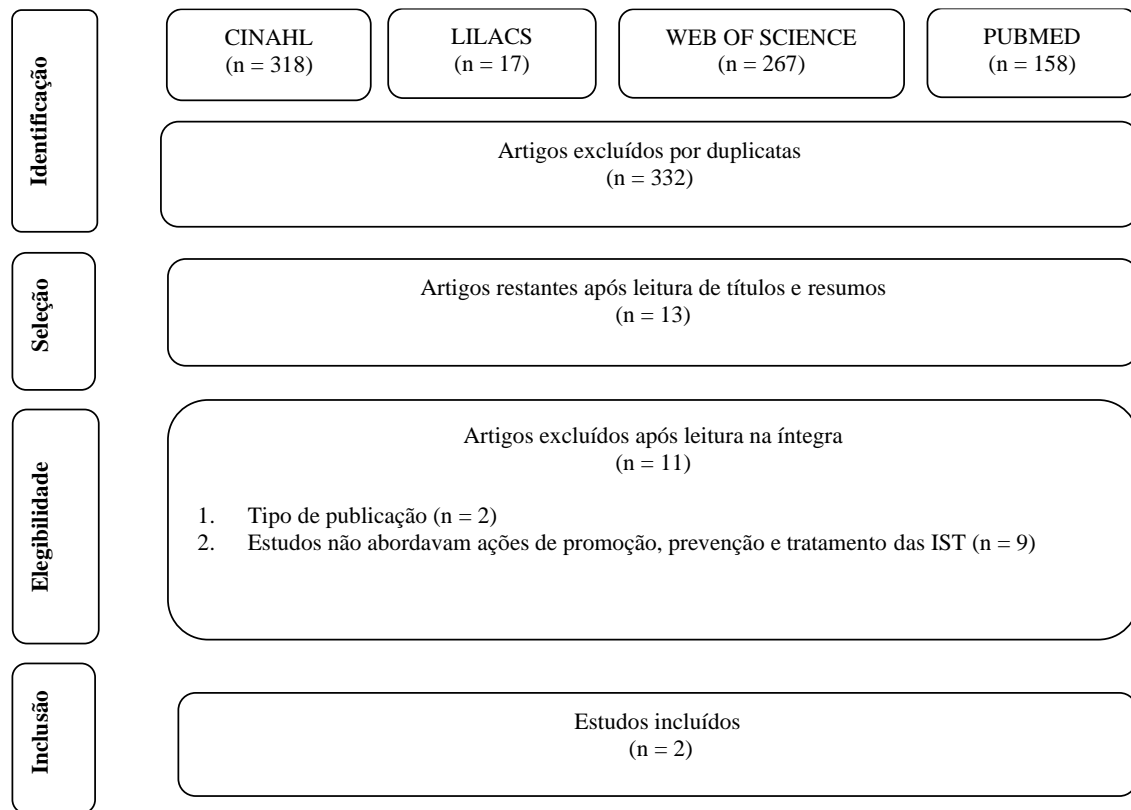 Identificação
CINAHL
(n = 318)
LILACS
(n = 17)
WEB OF SCIENCE
(n = 267)
PUBMED
(n = 158)
Artigos excluídos por duplicatas
(n = 332)
Seleção
Artigos restantes após leitura de títulos e resumos
(n = 13)
Elegibilidade
Artigos excluídos após leitura na íntegra
(n = 11)
1. Tipo de publicação (n = 2)
2. Estudos não abordavam ações de promoção, prevenção e tratamento das IST (n = 9)
Inclusão
Estudos incluídos
(n = 2)